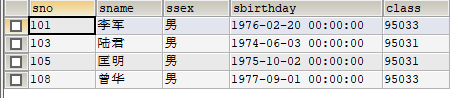 sno sname ssex sbirthday class
101 李军 男 1976-02-20 00:00:00 95033
103 陆君 男 1974-06-03 00:00:00 95031
105 匡明 男 1975-10-02 00:00:00 95031
108 曾华 男 1977-09-01 00:00:00 95033